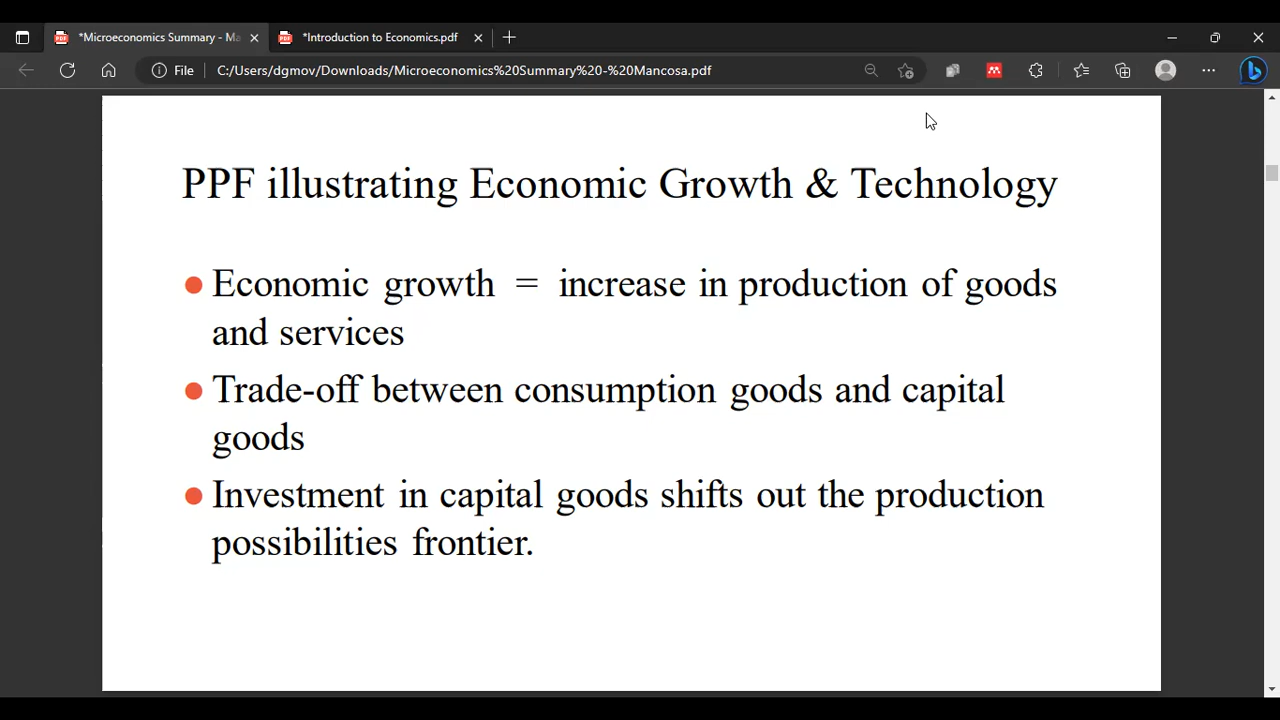 *Microeconomics Summary - Ma
*Introduction to Economics.pdf
File
C:/Users/dgmov/Downloads/Microeconomics%20Summary%20-%20Mancosa.pdf
PPF illustrating Economic Growth & Technology
Economic growth = increase in production of goods
and services
Trade-off between consumption goods and capital
goods
Investment in capital goods shifts out the production
possibilities frontier.